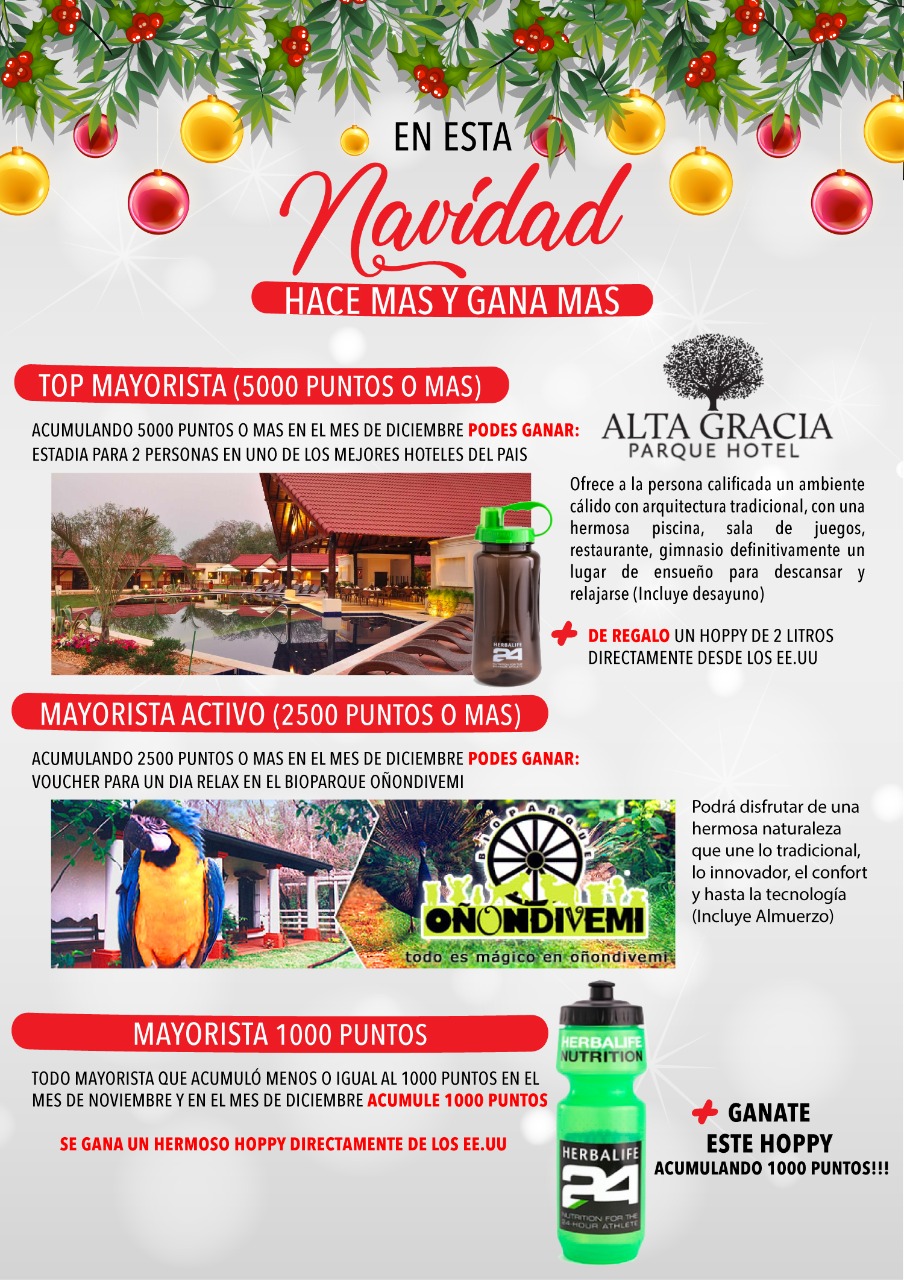 EN ESTA
Navidad
HACE MAS Y GANA MAS
TOP MAYORISTA (5000 PUNTOS O MAS)
ACUMULANDO 5000 PUNTOS O MAS EN EL MES DE DICIEMBRE PODES GANAR:
ESTADIA PARA 2 PERSONAS EN UNO DE LOS MEJORES HOTELES DEL PAIS
ALTA GRACIA
PARQUE HOTEL
Ofrece a la persona calificada un ambiente
cálido con arquitectura tradicional, con una
hermosa piscina, sala de juegos,
restaurante, gimnasio definitivamente un
lugar de ensueño para descansar y
relajarse (Incluye desayuno)
HERBALIFE
24
DE REGALO UN HOPPY DE 2 LITROS
DIRECTAMENTE DESDE LOS EE.UU
MAYORISTA ACTIVO (2500 PUNTOS O MAS)
ACUMULANDO 2500 PUNTOS O MAS EN EL MES DE DICIEMBRE PODES GANAR:
VOUCHER PARA UN DIA RELAX EN EL BIOPARQUE OÑONDIVEMI
BIOPARQUE
OÑONDIVEMI
todo es mágico en oñondivemi
Podrá disfrutar de una
hermosa naturaleza
que une lo tradicional,
lo innovador, el confort
y hasta la tecnología
(Incluye Almuerzo)
MAYORISTA 1000 PUNTOS
TODO MAYORISTA QUE ACUMULÓ MENOS O IGUAL AL 1000 PUNTOS EN EL
MES DE NOVIEMBRE Y EN EL MES DE DICIEMBRE ACUMULE 1000 PUNTOS
SE GANA UN HERMOSO HOPPY DIRECTAMENTE DE LOS EE.UU
HERBALIFE
NUTRITION
HERBALIFE
24
NUTRITION FOR THE
24-HOUR ATHLETE
GANATE
ESTE HOPPY
ACUMULANDO 1000 PUNTOS!!!